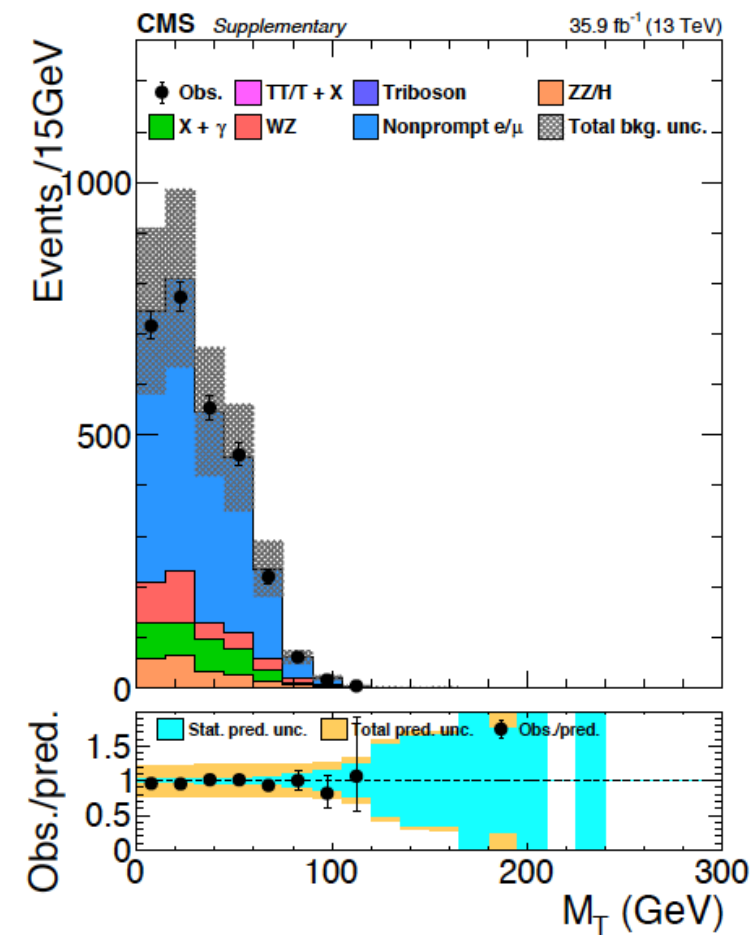 CMS Supplementary 35.9 fb⁻¹ (13 TeV)
Obs. TT/T + X Triboson ZZ/H
X + γ WZ Nonprompt e/μ Total bkg. unc.
Events /15GeV
1000
500
0
Stat. pred. unc. Total pred. unc. Obs./pred.
Obs./pred.
1.5
1
0.5
0
0 100 200 300
M_T (GeV)